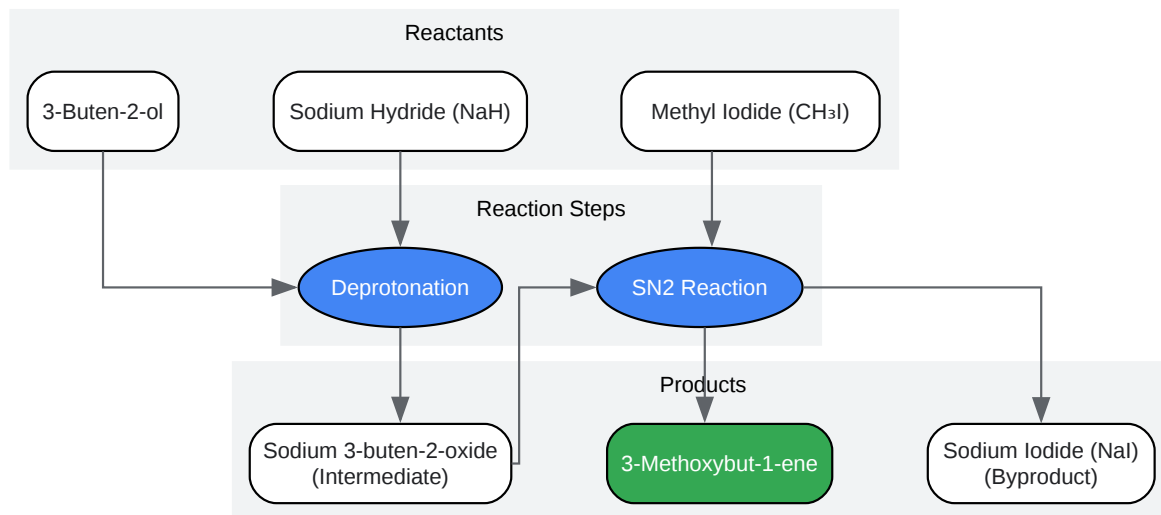 Reactants
3-Buten-2-ol
Sodium Hydride (NaH)
Methyl Iodide (CH₃I)
Reaction Steps
Deprotonation
SN2 Reaction
Products
Sodium 3-buten-2-oxide
(Intermediate)
3-Methoxybut-1-ene
Sodium Iodide (NaI)
(Byproduct)